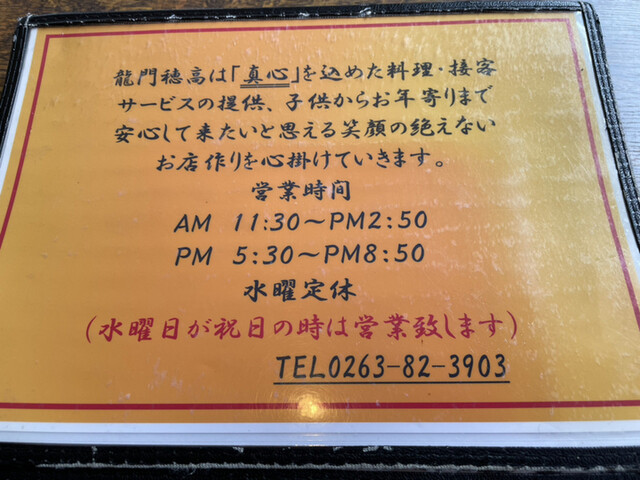 龍門穂高は「真心」を込めた料理・接客
サービスの提供、子供からお年寄りまで
安心して来たいと思える笑顔の絶えない
お店作りを心掛けていきます。
営業時間
AM 11:30〜PM2:50
PM 5:30〜PM8:50
水曜定休
(水曜日が祝日の時は営業致します)
TEL0263-82-3903